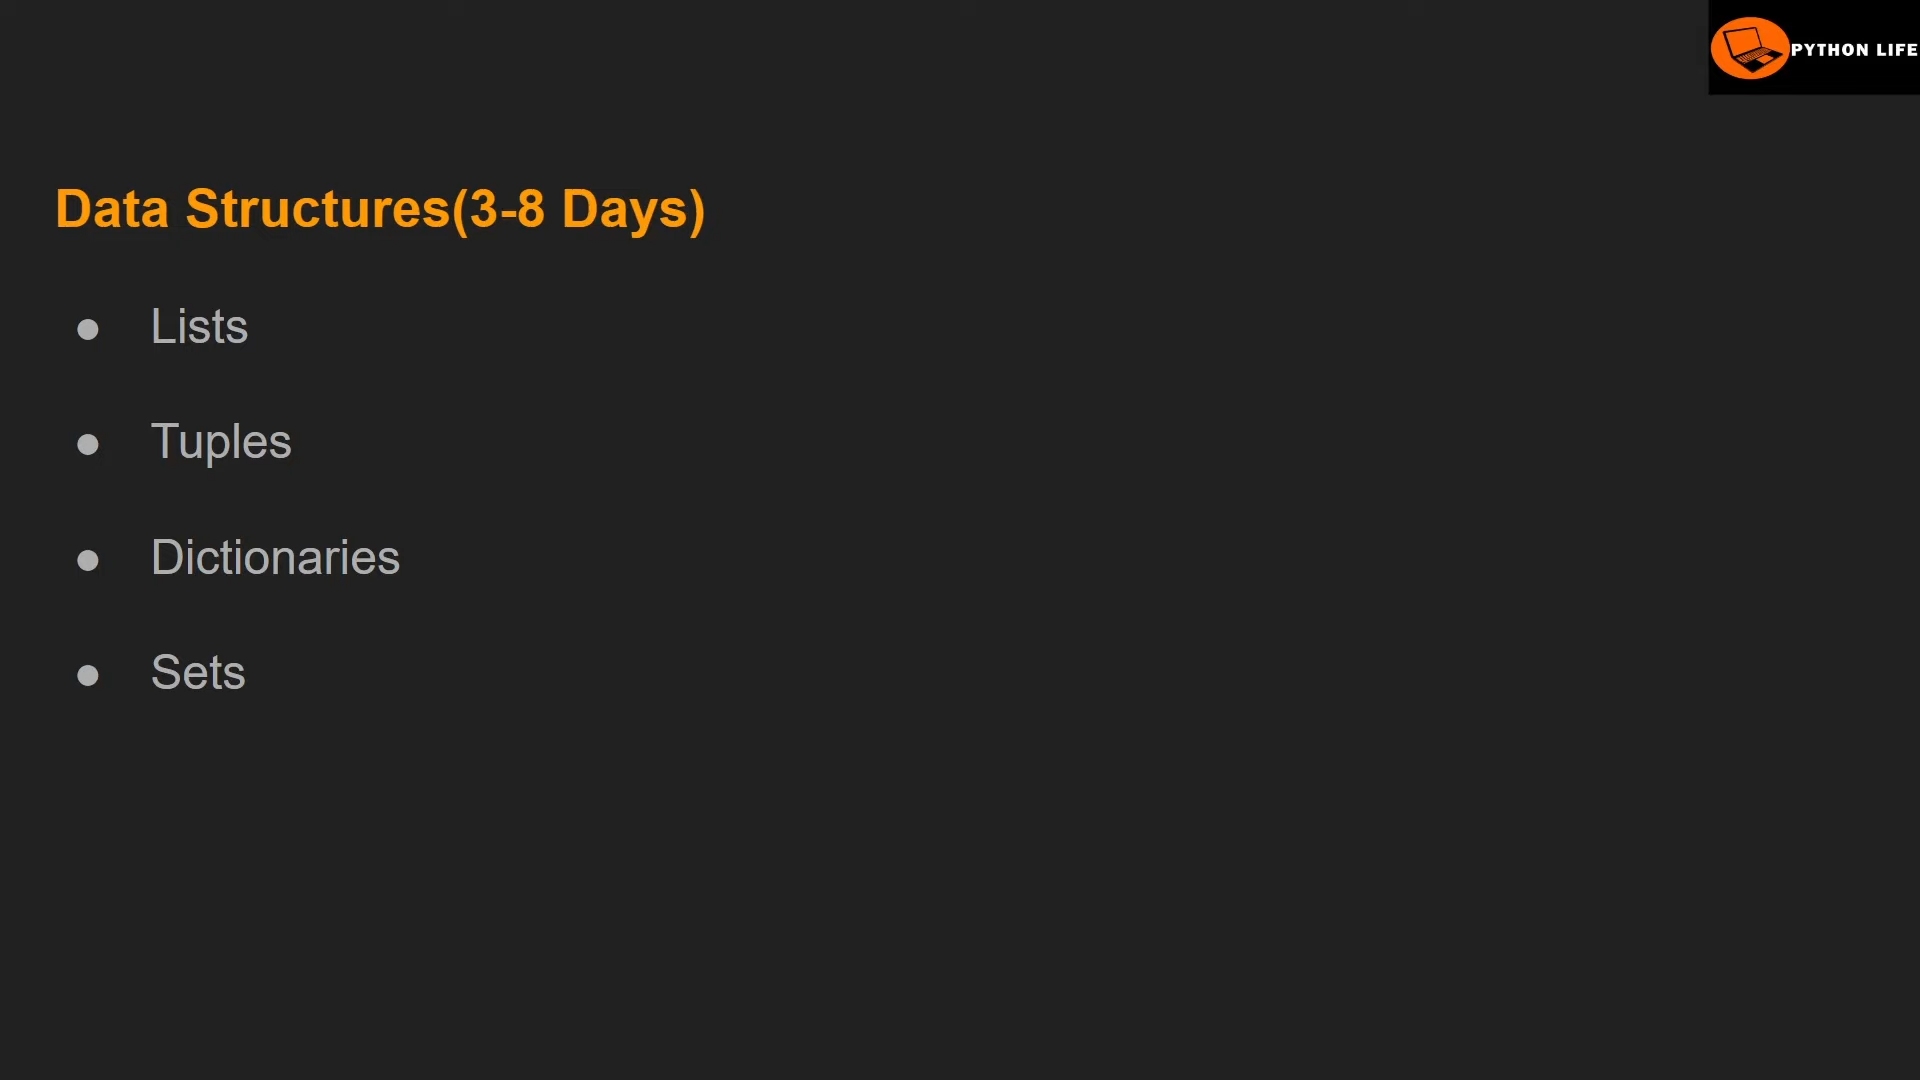 PYTHON LIFE
Data Structures(3-8 Days)
● Lists
● Tuples
● Dictionaries
● Sets